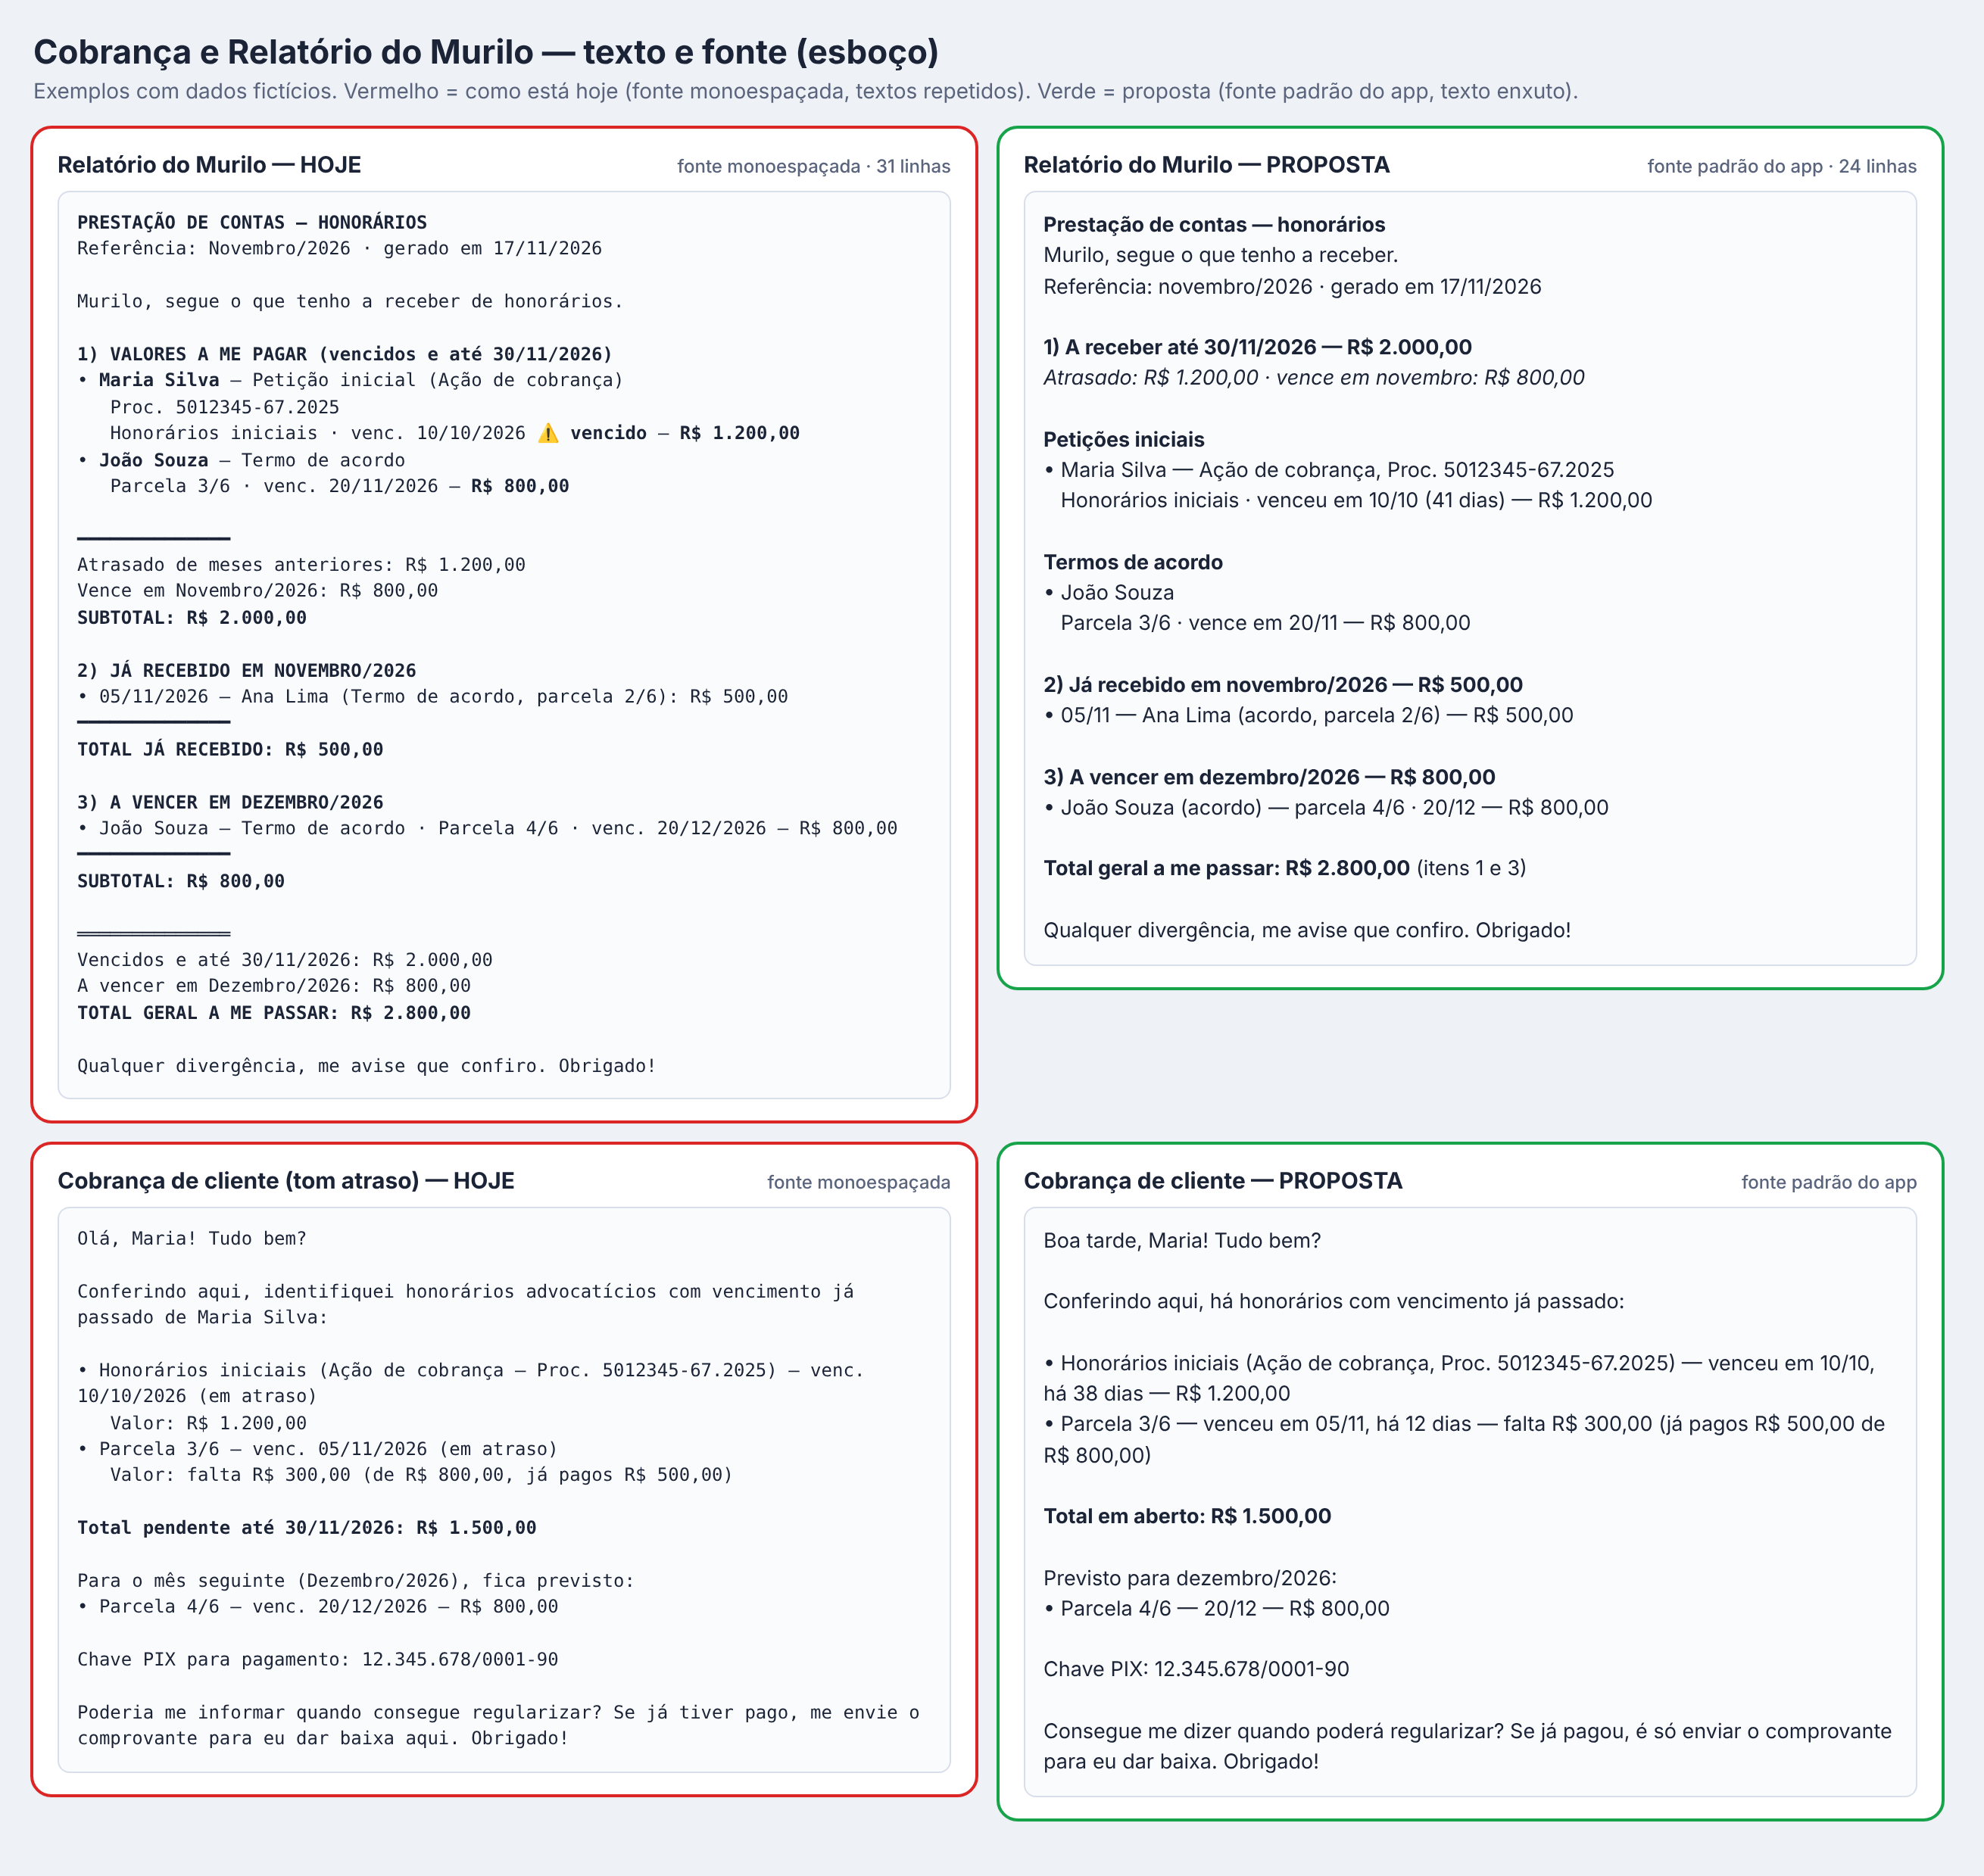 Cobrança e Relatório do Murilo — texto e fonte (esboço)
Exemplos com dados fictícios. Vermelho = como está hoje (fonte monoespaçada, textos repetidos). Verde = proposta (fonte padrão do app, texto enxuto).
Relatório do Murilo — HOJE
fonte monoespaçada · 31 linhas
PRESTAÇÃO DE CONTAS — HONORÁRIOS
Referência: Novembro/2026 · gerado em 17/11/2026
Murilo, segue o que tenho a receber de honorários.
1) VALORES A ME PAGAR (vencidos e até 30/11/2026)
• Maria Silva — Petição inicial (Ação de cobrança)
Proc. 5012345-67.2025
Honorários iniciais · venc. 10/10/2026 ⚠️ vencido — R$ 1.200,00
• João Souza — Termo de acordo
Parcela 3/6 · venc. 20/11/2026 — R$ 800,00
Atrasado de meses anteriores: R$ 1.200,00
Vence em Novembro/2026: R$ 800,00
SUBTOTAL: R$ 2.000,00
2) JÁ RECEBIDO EM NOVEMBRO/2026
• 05/11/2026 — Ana Lima (Termo de acordo, parcela 2/6): R$ 500,00
TOTAL JÁ RECEBIDO: R$ 500,00
3) A VENCER EM DEZEMBRO/2026
• João Souza — Termo de acordo · Parcela 4/6 · venc. 20/12/2026 — R$ 800,00
SUBTOTAL: R$ 800,00
Vencidos e até 30/11/2026: R$ 2.000,00
A vencer em Dezembro/2026: R$ 800,00
TOTAL GERAL A ME PASSAR: R$ 2.800,00
Qualquer divergência, me avise que confiro. Obrigado!
Relatório do Murilo — PROPOSTA
fonte padrão do app · 24 linhas
Prestação de contas — honorários
Murilo, segue o que tenho a receber.
Referência: novembro/2026 · gerado em 17/11/2026
1) A receber até 30/11/2026 — R$ 2.000,00
Atrasado: R$ 1.200,00 · vence em novembro: R$ 800,00
Petições iniciais
• Maria Silva — Ação de cobrança, Proc. 5012345-67.2025
Honorários iniciais · venceu em 10/10 (41 dias) — R$ 1.200,00
Termos de acordo
• João Souza
Parcela 3/6 · vence em 20/11 — R$ 800,00
2) Já recebido em novembro/2026 — R$ 500,00
• 05/11 — Ana Lima (acordo, parcela 2/6) — R$ 500,00
3) A vencer em dezembro/2026 — R$ 800,00
• João Souza (acordo) — parcela 4/6 · 20/12 — R$ 800,00
Total geral a me passar: R$ 2.800,00 (itens 1 e 3)
Qualquer divergência, me avise que confiro. Obrigado!
Cobrança de cliente (tom atraso) — HOJE
fonte monoespaçada
Olá, Maria! Tudo bem?
Conferindo aqui, identifiquei honorários advocatícios com vencimento já
passado de Maria Silva:
• Honorários iniciais (Ação de cobrança — Proc. 5012345-67.2025) — venc.
10/10/2026 (em atraso)
Valor: R$ 1.200,00
• Parcela 3/6 — venc. 05/11/2026 (em atraso)
Valor: falta R$ 300,00 (de R$ 800,00, já pagos R$ 500,00)
Total pendente até 30/11/2026: R$ 1.500,00
Para o mês seguinte (Dezembro/2026), fica previsto:
• Parcela 4/6 — venc. 20/12/2026 — R$ 800,00
Chave PIX para pagamento: 12.345.678/0001-90
Poderia me informar quando consegue regularizar? Se já tiver pago, me envie o
comprovante para eu dar baixa aqui. Obrigado!
Cobrança de cliente — PROPOSTA
fonte padrão do app
Boa tarde, Maria! Tudo bem?
Conferindo aqui, há honorários com vencimento já passado:
• Honorários iniciais (Ação de cobrança, Proc. 5012345-67.2025) — venceu em 10/10,
há 38 dias — R$ 1.200,00
• Parcela 3/6 — venceu em 05/11, há 12 dias — falta R$ 300,00 (já pagos R$ 500,00 de
R$ 800,00)
Total em aberto: R$ 1.500,00
Previsto para dezembro/2026:
• Parcela 4/6 — 20/12 — R$ 800,00
Chave PIX: 12.345.678/0001-90
Consegue me dizer quando poderá regularizar? Se já pagou, é só enviar o comprovante
para eu dar baixa. Obrigado!